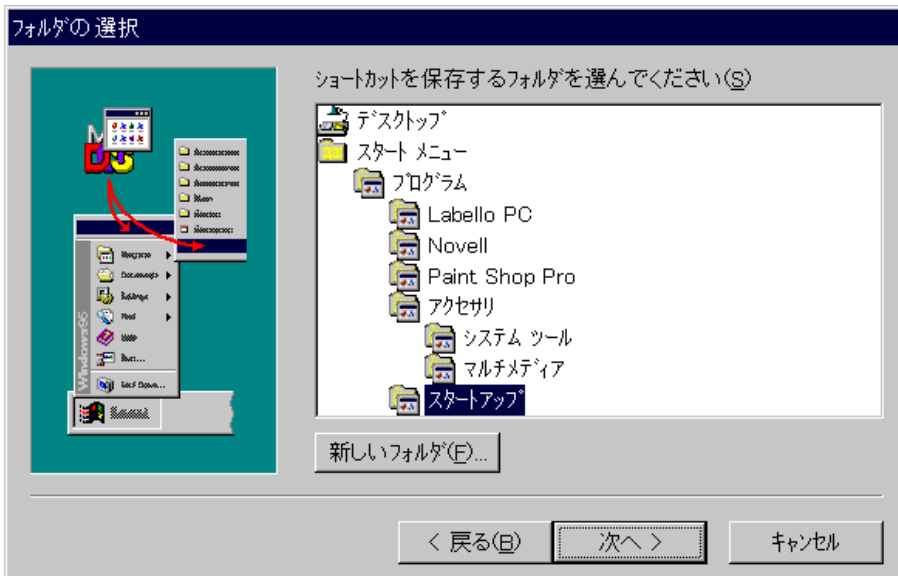 フォルダの選択
ショートカットを保存するフォルダを選んでください(S)
デスクトップ
スタート メニュー
プログラム
Labello PC
Novell
Paint Shop Pro
アクセサリ
システム ツール
マルチメディア
スタートアップ
新しいフォルダ(F)...
< 戻る(B)
次へ >
キャンセル
Windows95